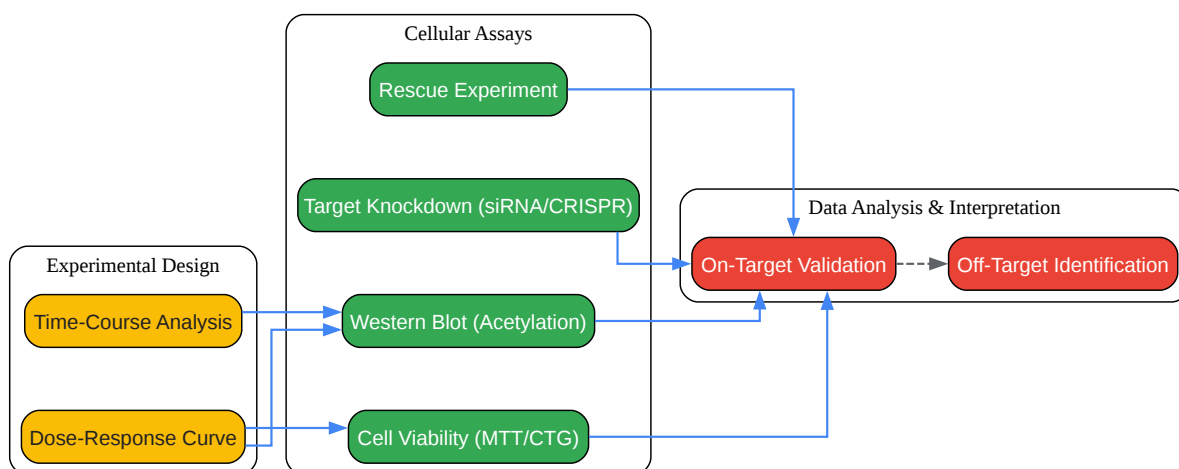 Cellular Assays
Rescue Experiment
Target Knockdown (siRNA/CRISPR)
Data Analysis & Interpretation
On-Target Validation
Off-Target Identification
Experimental Design
Time-Course Analysis
Western Blot (Acetylation)
Dose-Response Curve
Cell Viability (MTT/CTG)